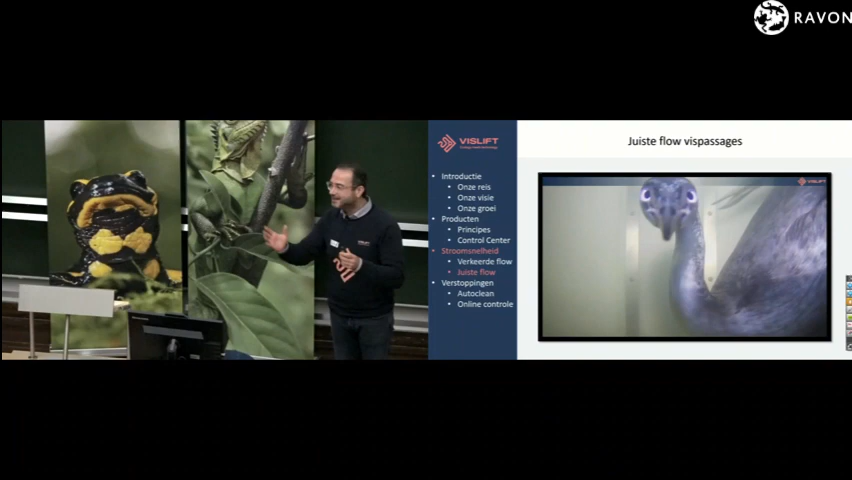 RAVON
VISLIFT
Juiste flow vispassages
Introductie
Onze reis
Onze visie
Onze groei
Producten
Principes
Control Center
Stroomsnelheid
Verkeerde flow
Juiste flow
Verstoppingen
Autoclean
Online controle
VISLIFT
VISLIFT